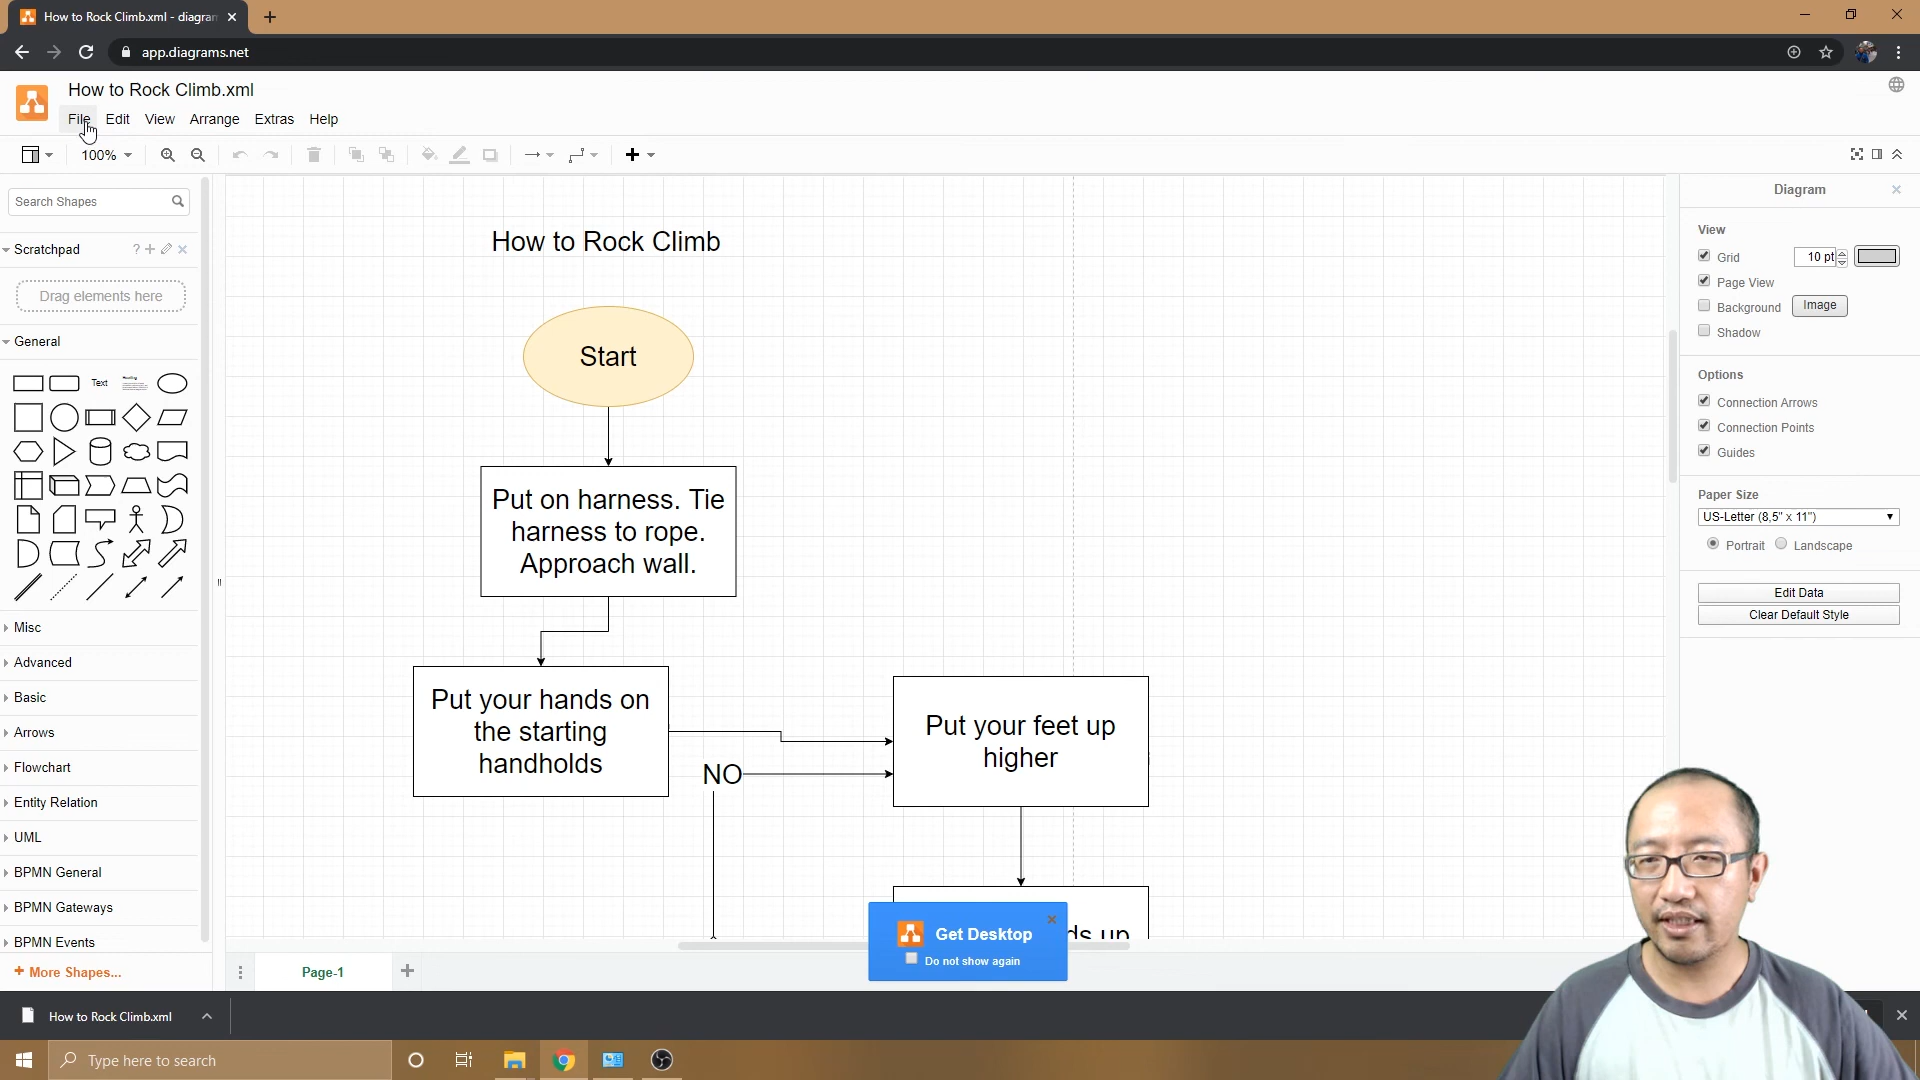 How to Rock Climb.xml - diagran
app.diagrams.net
How to Rock Climb.xml
File Edit View Arrange Extras Help
100%
Search Shapes
Scratchpad
?
Drag elements here
General
Text
Misc
Advanced
Basic
Arrows
Flowchart
Entity Relation
UML
BPMN General
BPMN Gateways
BPMN Events
+ More Shapes...
How to Rock Climb
Start
Put on harness. Tie
harness to rope.
Approach wall.
Put your hands on
the starting
handholds
NO
Put your feet up
higher
ds up
Get Desktop
Do not show again
Page-1
Diagram
View
Grid 10 pt
Page View
Background Image
Shadow
Options
Connection Arrows
Connection Points
Guides
Paper Size
US-Letter (8,5" x 11")
Portrait Landscape
Edit Data
Clear Default Style
How to Rock Climb.xml
Type here to search